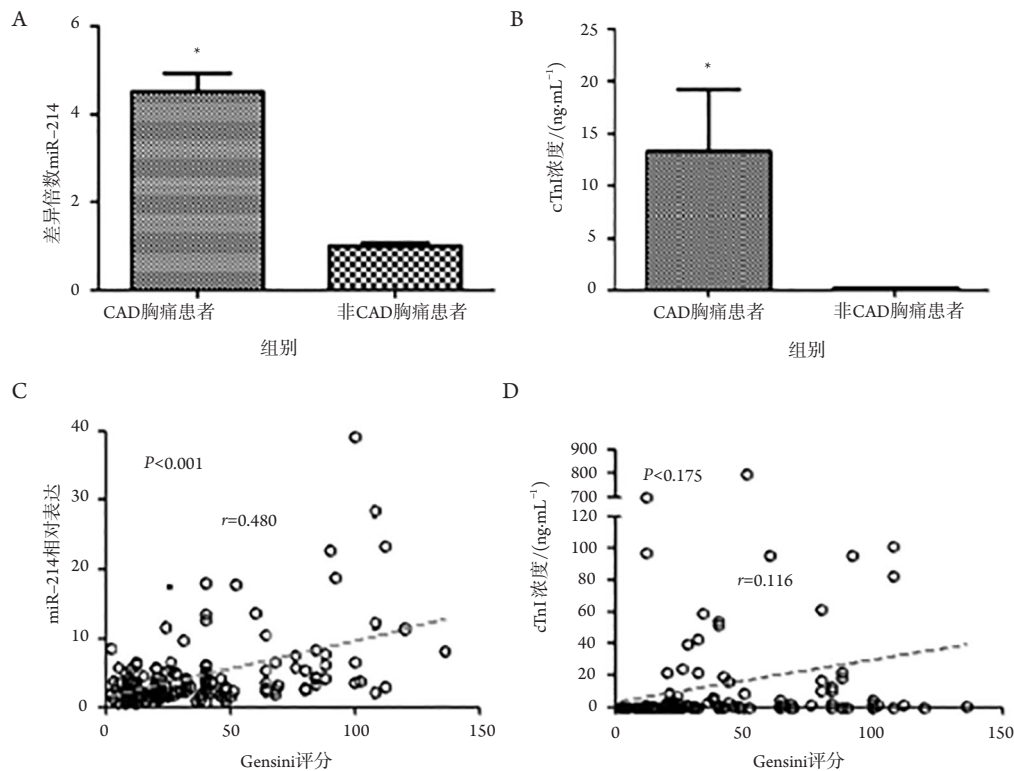 A
6
4
2
0
差异倍数miR−214
*
CAD胸痛患者
非CAD胸痛患者
组别
B
25
20
15
10
5
0
cTnI浓度/(ng·mL⁻¹)
*
CAD胸痛患者
非CAD胸痛患者
组别
C
40
30
20
10
0
miR−214相对表达
P<0.001
r=0.480
0
50
100
150
Gensini评分
D
900
800
700
120
100
80
60
40
20
0
cTnI 浓度/(ng·mL⁻¹)
P<0.175
r=0.116
0
50
100
150
Gensini评分